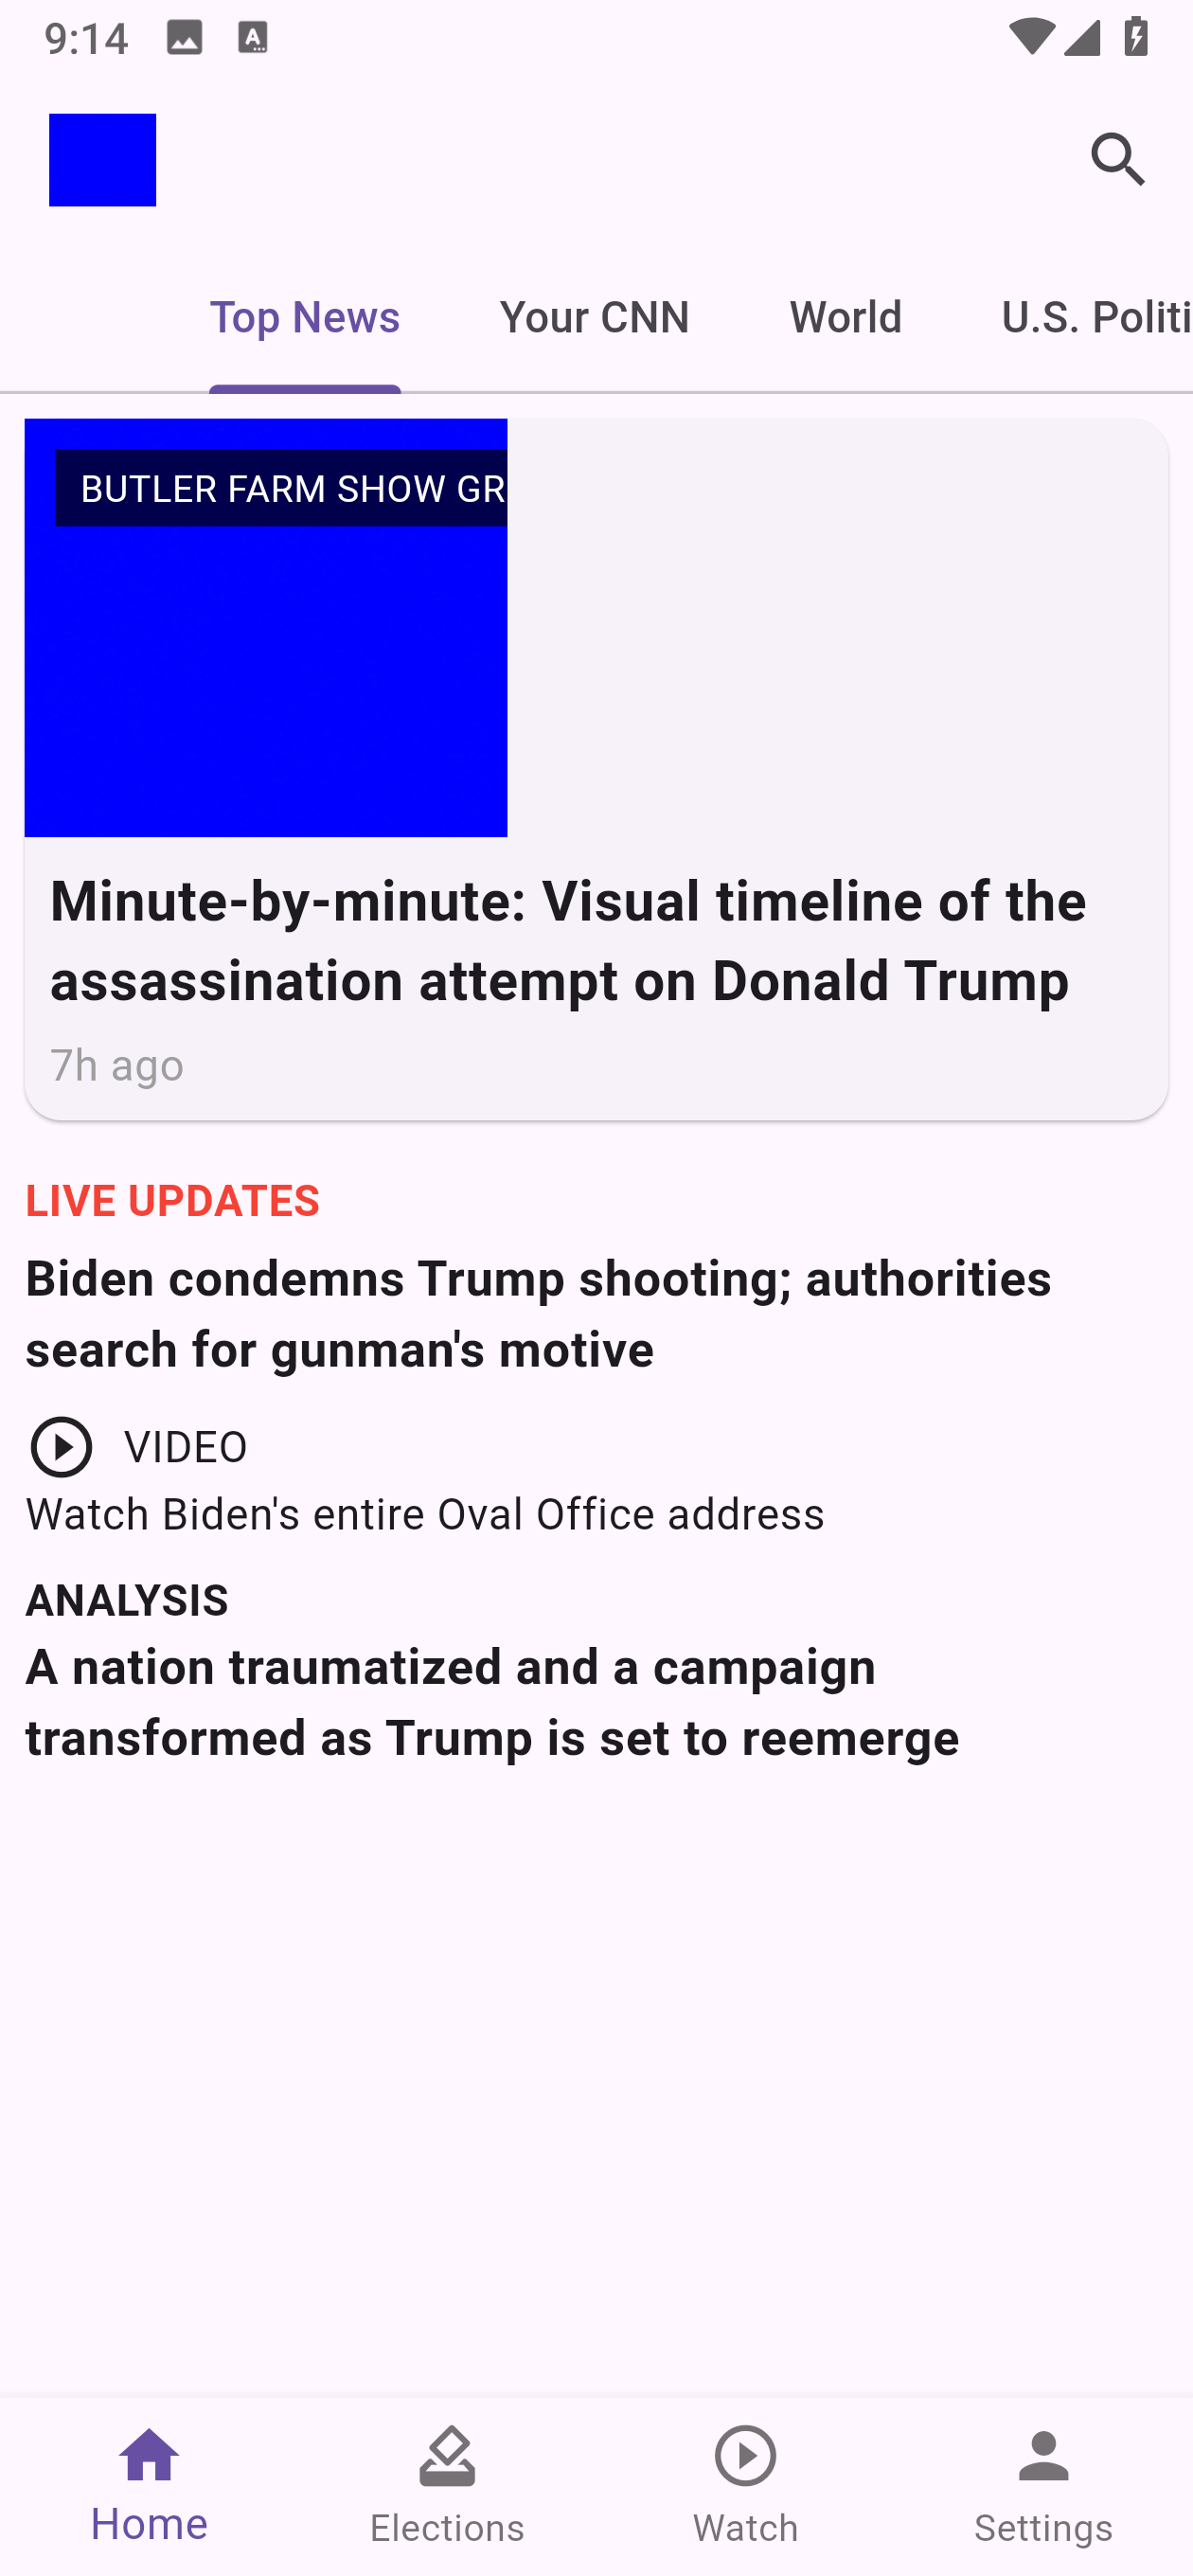 9:14
Top News Your CNN World U.S. Politi
BUTLER FARM SHOW GR
Minute-by-minute: Visual timeline of the
assassination attempt on Donald Trump
7h ago
LIVE UPDATES
Biden condemns Trump shooting; authorities
search for gunman's motive
VIDEO
Watch Biden's entire Oval Office address
ANALYSIS
A nation traumatized and a campaign
transformed as Trump is set to reemerge
Home Elections Watch Settings